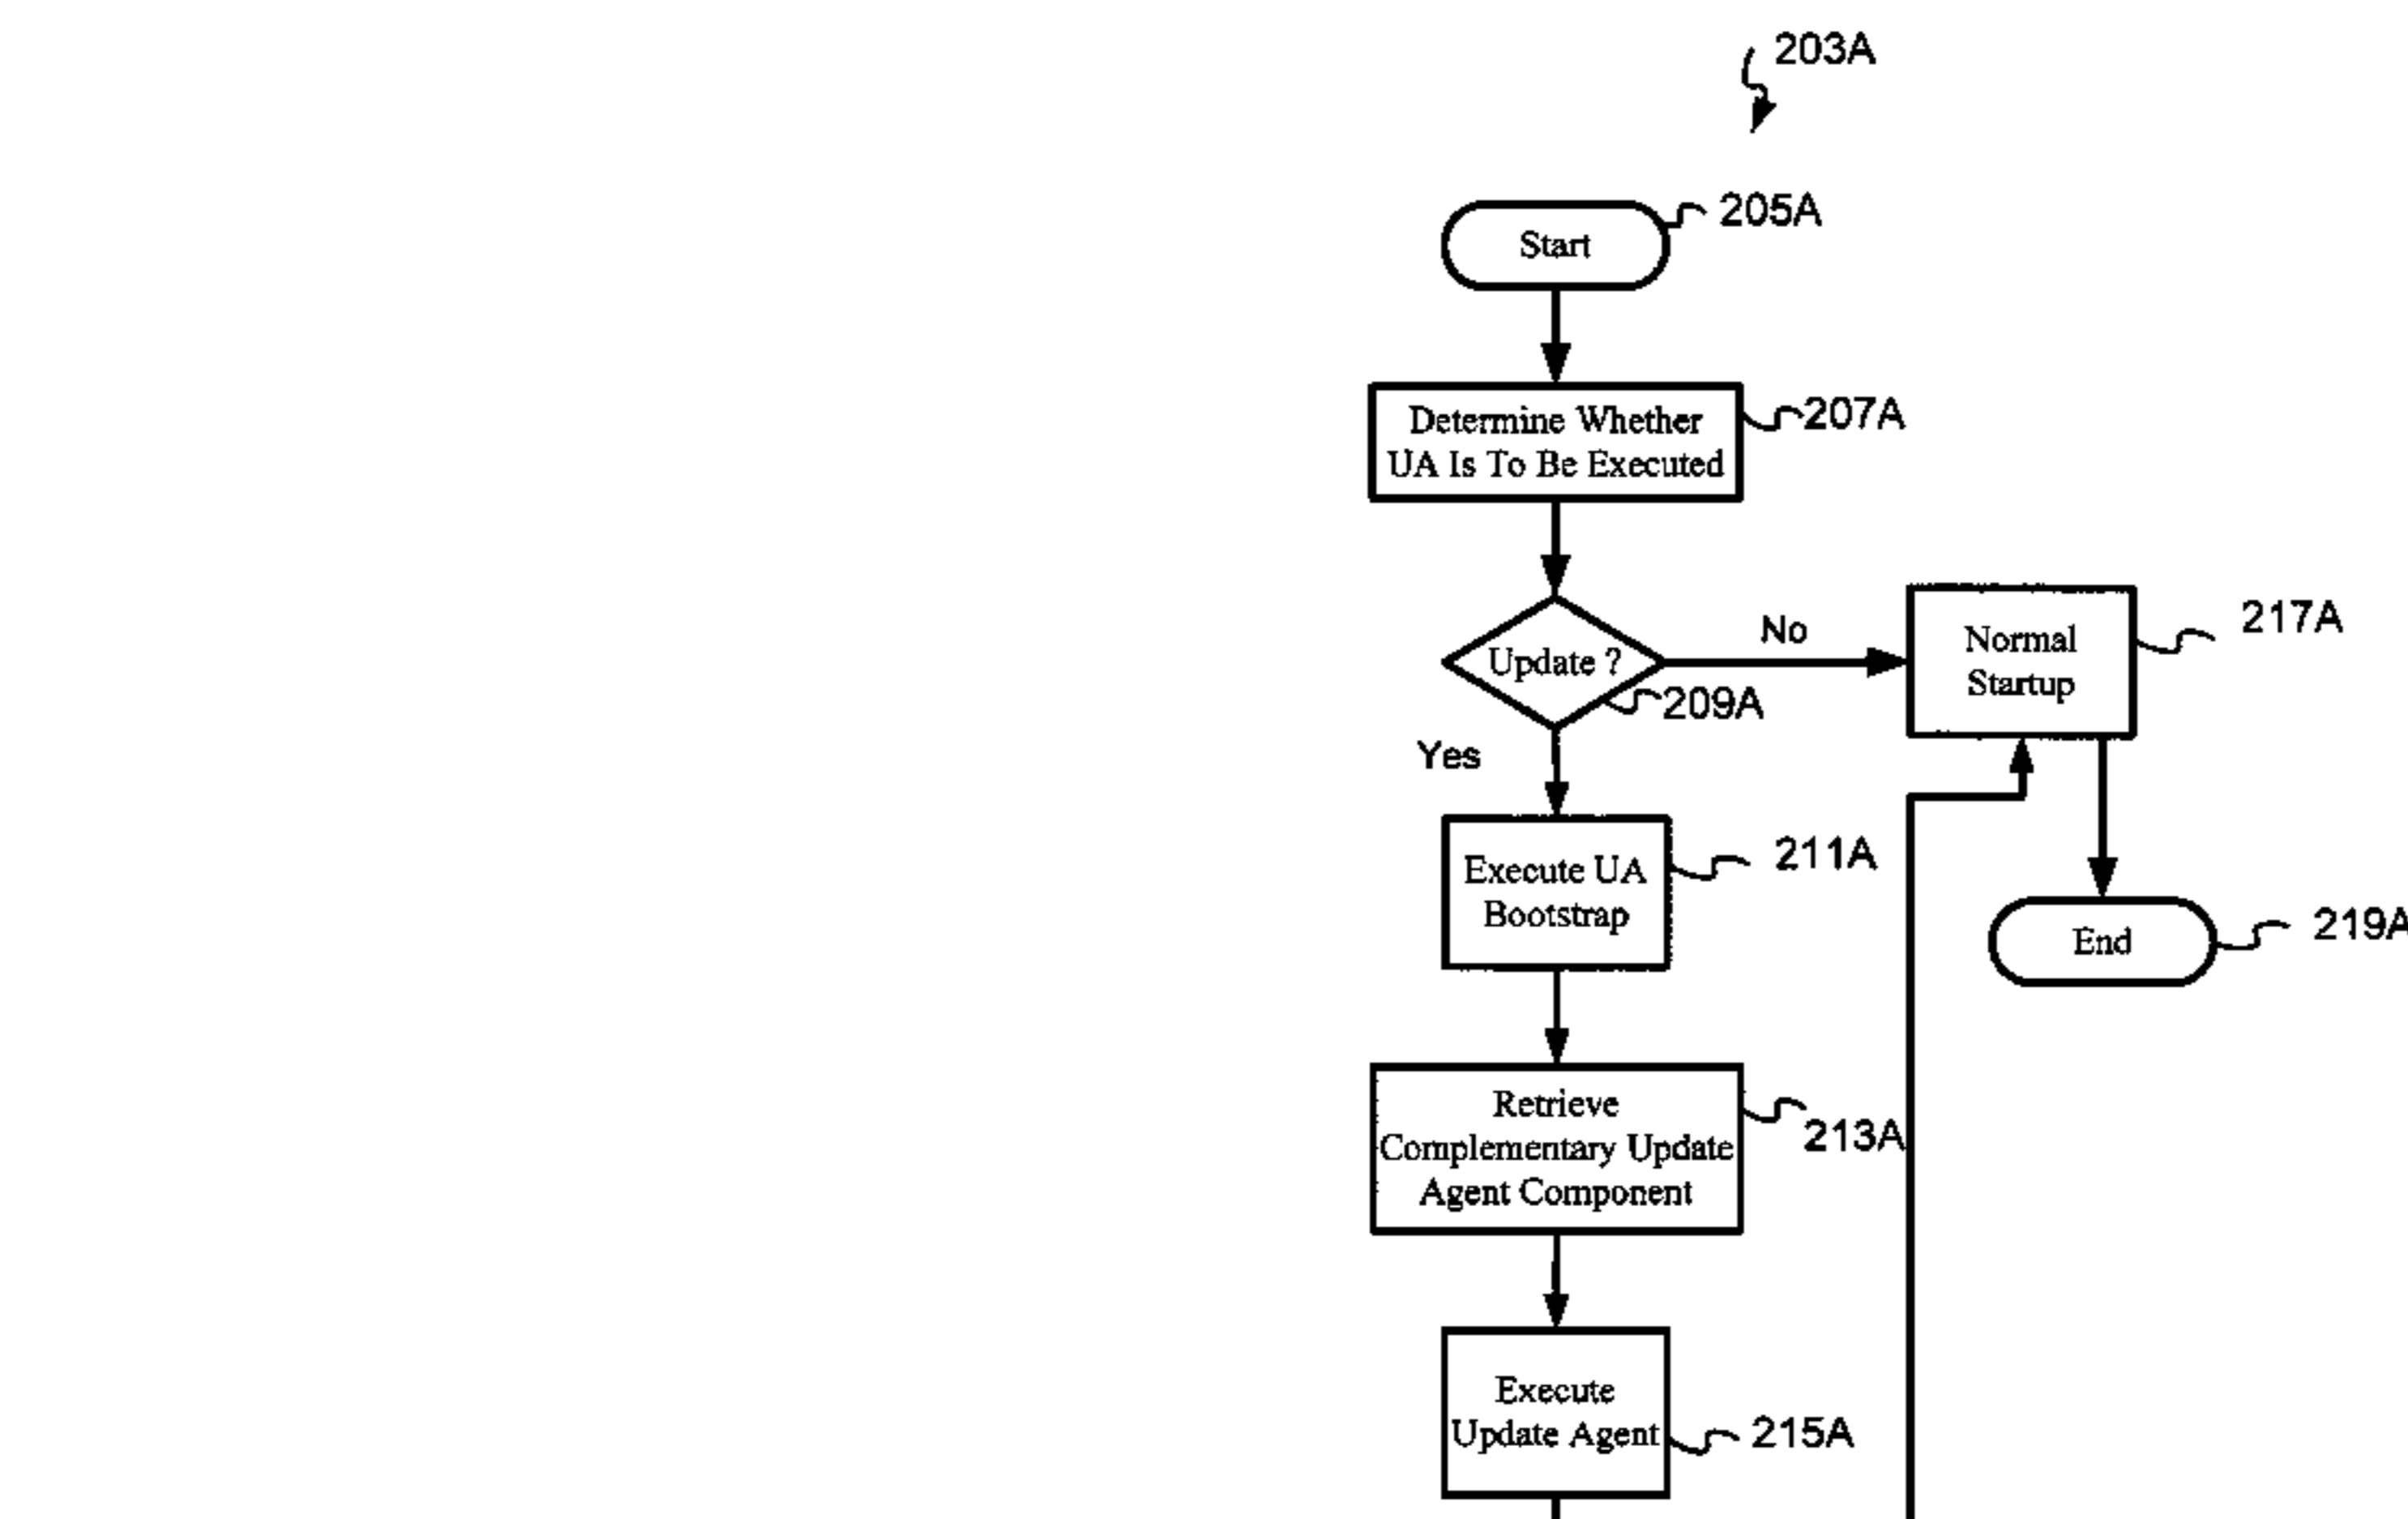 203A
Start
205A
Determine Whether
UA Is To Be Executed
207A
Update ?
209A
No
Normal
Startup
217A
Yes
Execute UA
Bootstrap
211A
End
219A
Retrieve
Complementary Update
Agent Component
213A
Execute
Update Agent
215A